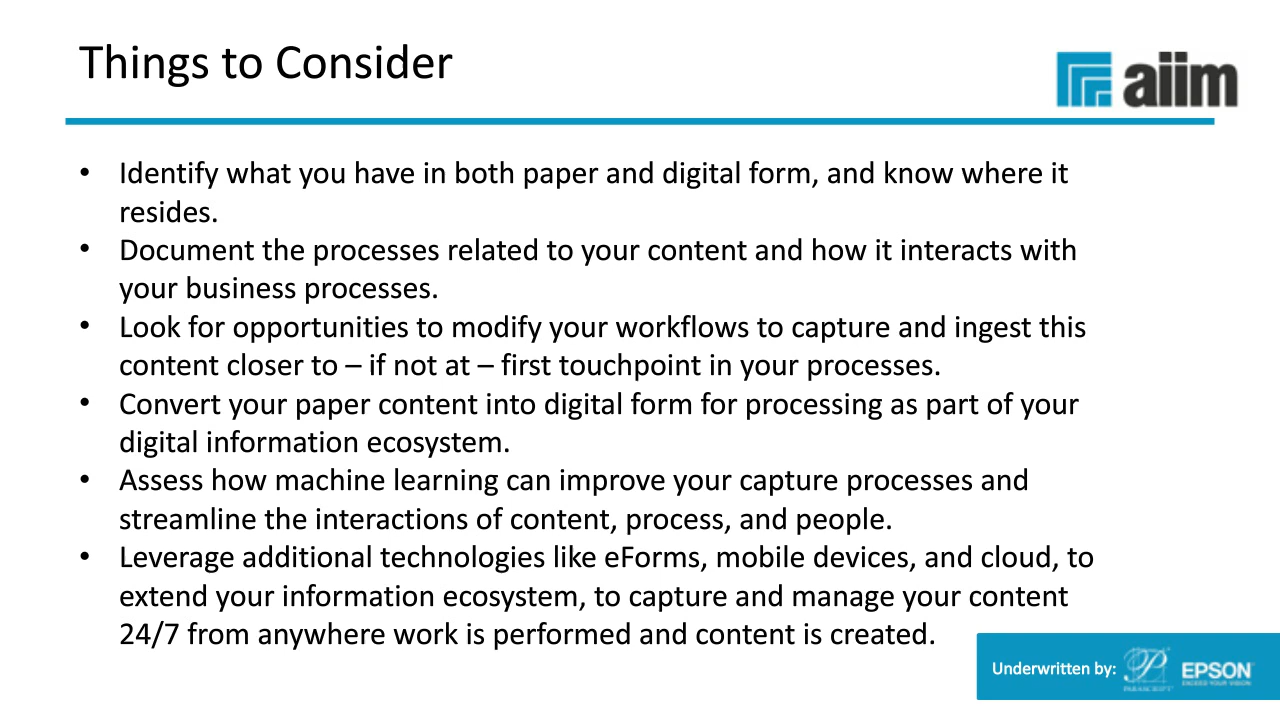 Things to Consider
aiim
• Identify what you have in both paper and digital form, and know where it
resides.
• Document the processes related to your content and how it interacts with
your business processes.
• Look for opportunities to modify your workflows to capture and ingest this
content closer to – if not at – first touchpoint in your processes.
• Convert your paper content into digital form for processing as part of your
digital information ecosystem.
• Assess how machine learning can improve your capture processes and
streamline the interactions of content, process, and people.
• Leverage additional technologies like eForms, mobile devices, and cloud, to
extend your information ecosystem, to capture and manage your content
24/7 from anywhere work is performed and content is created.
Underwritten by:
PARASCRIPT
EPSON
EXCEED YOUR VISION